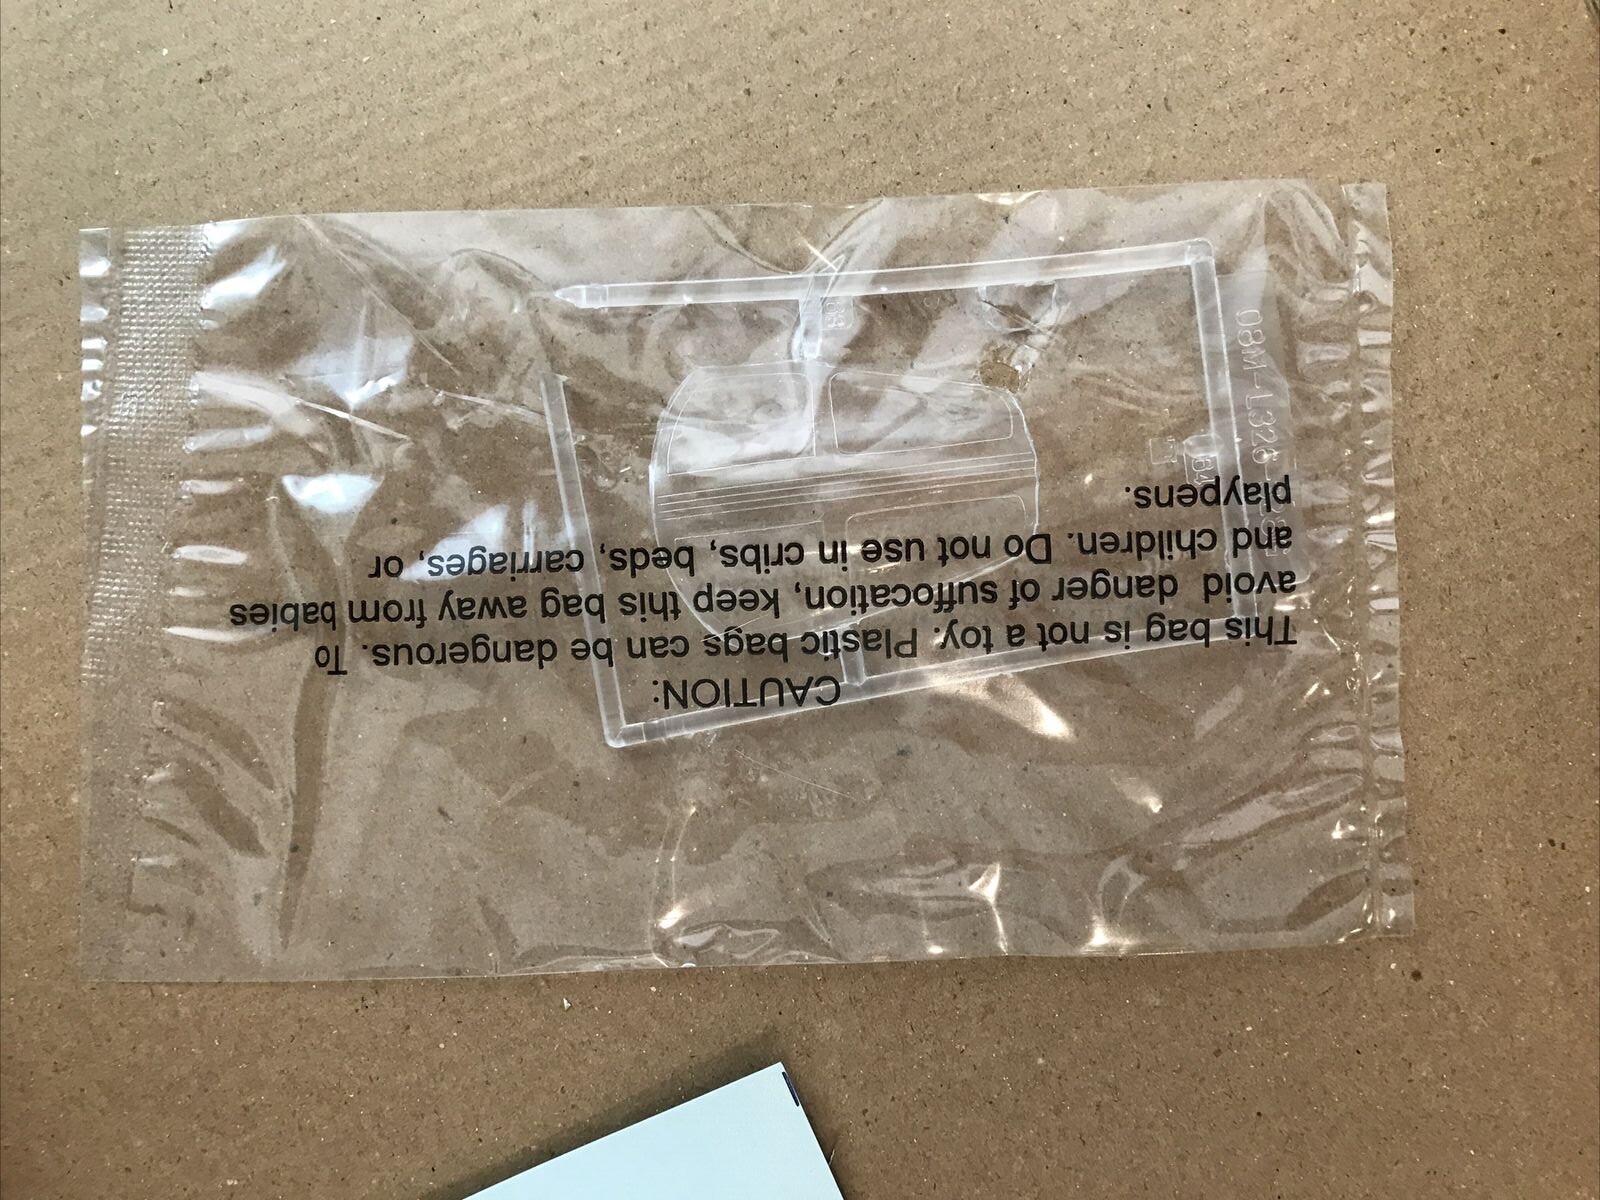 CAUTION:
This bag is not a toy. Plastic bags can be dangerous. To
avoid danger of suffocation, keep this bag away from babies
and children. Do not use in cribs, beds, carriages, or
playpens.